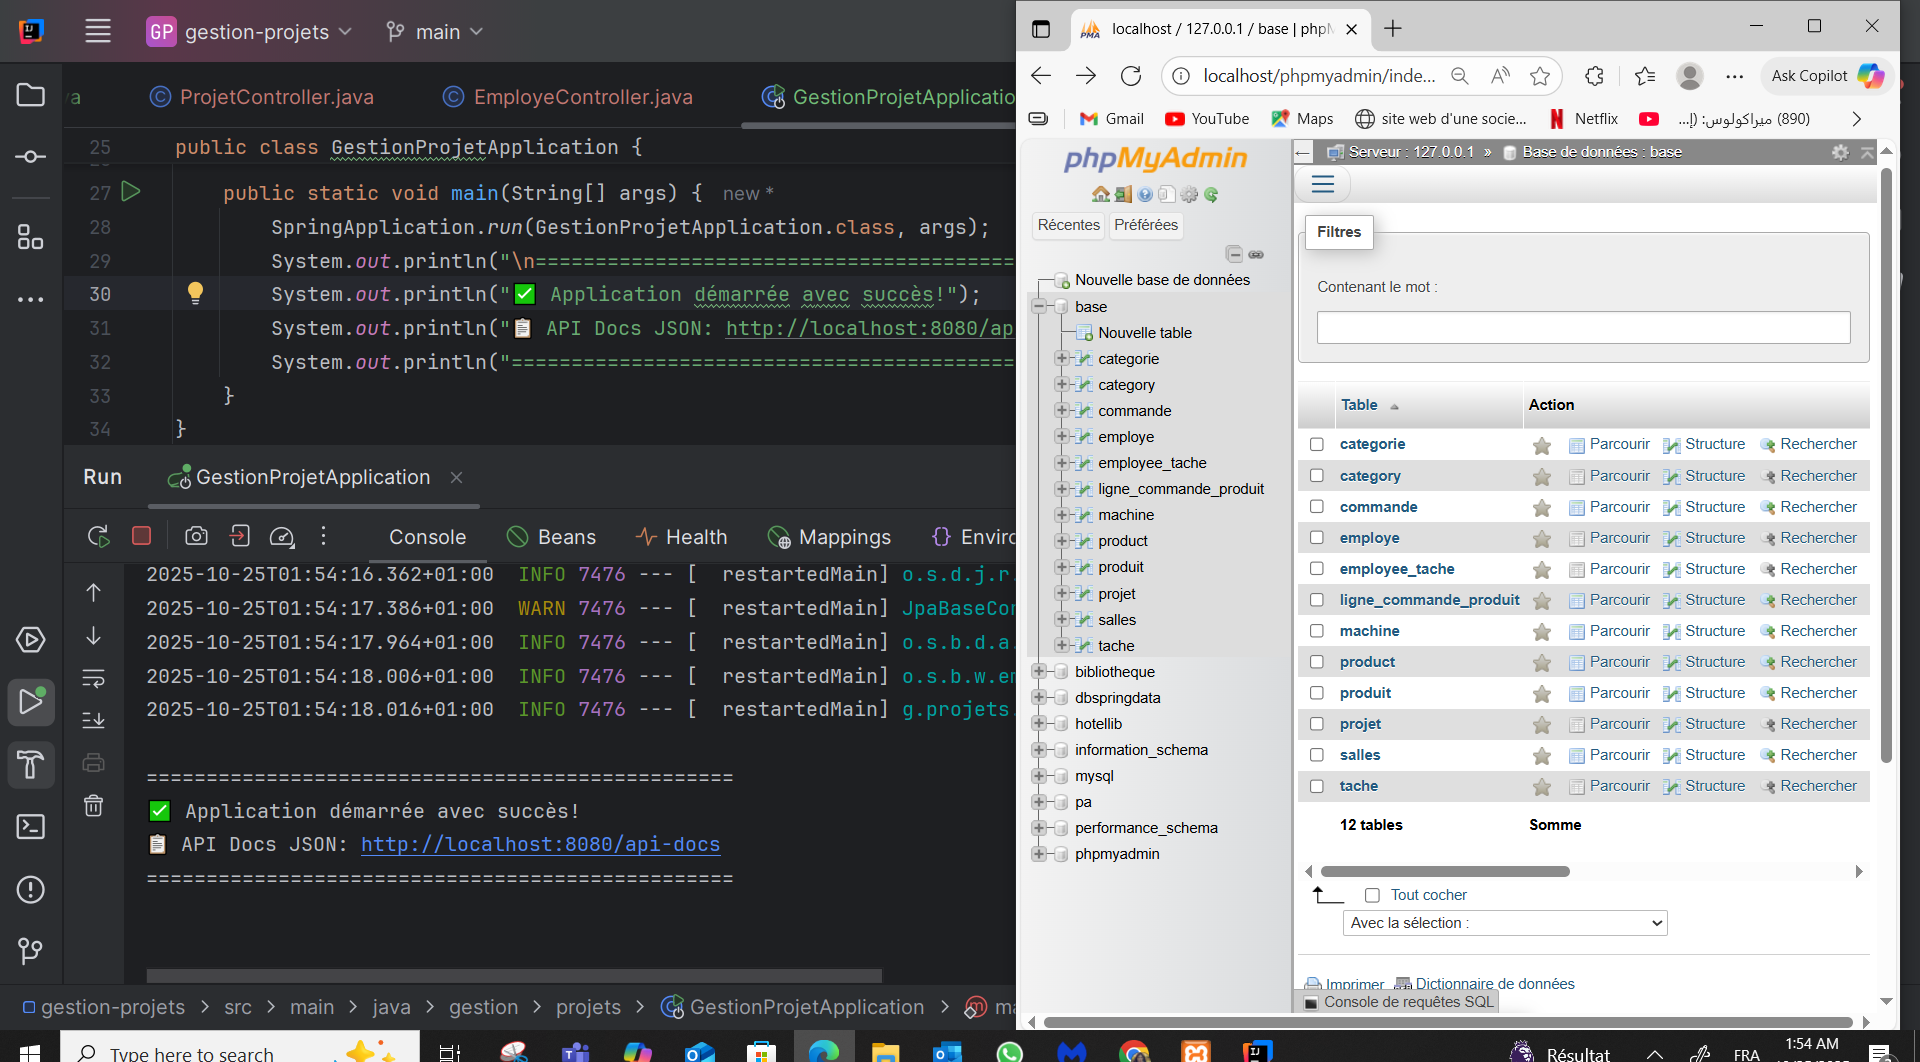 GP gestion-projets
main
ProjetController.java
EmployeController.java
GestionProjetApplicatio
25 public class GestionProjetApplication {
27 public static void main(String[] args) { new *
28 SpringApplication.run(GestionProjetApplication.class, args);
29 System.out.println("\n========================================
30 System.out.println("✅ Application démarrée avec succès!");
31 System.out.println("📋 API Docs JSON: http://localhost:8080/ap
32 System.out.println("==========================================
33 }
34 }
Run
GestionProjetApplication
Console
Beans
Health
Mappings
Enviro
2025-10-25T01:54:16.362+01:00 INFO 7476 --- [ restartedMain] o.s.d.j.r.
2025-10-25T01:54:17.386+01:00 WARN 7476 --- [ restartedMain] JpaBaseCon
2025-10-25T01:54:17.964+01:00 INFO 7476 --- [ restartedMain] o.s.b.d.a.
2025-10-25T01:54:18.006+01:00 INFO 7476 --- [ restartedMain] o.s.b.w.em
2025-10-25T01:54:18.016+01:00 INFO 7476 --- [ restartedMain] g.projets.
=================================================
✅ Application démarrée avec succès!
📋 API Docs JSON: http://localhost:8080/api-docs
=================================================
gestion-projets > src > main > java > gestion > projets > GestionProjetApplication > ma
localhost / 127.0.0.1 / base | phpM
localhost/phpmyadmin/inde...
Ask Copilot
Gmail
YouTube
Maps
site web d'une socie...
Netflix
(890) ميراكولوس: (إ...
phpMyAdmin
Récentes
Préférées
Nouvelle base de données
base
Nouvelle table
categorie
category
commande
employe
employee_tache
ligne_commande_produit
machine
product
produit
projet
salles
tache
bibliotheque
dbspringdata
hotellib
information_schema
mysql
pa
performance_schema
phpmyadmin
Serveur : 127.0.0.1 » Base de données : base
Filtres
Contenant le mot :
Table Action
categorie Parcourir Structure Rechercher
category Parcourir Structure Rechercher
commande Parcourir Structure Rechercher
employe Parcourir Structure Rechercher
employee_tache Parcourir Structure Rechercher
ligne_commande_produit Parcourir Structure Rechercher
machine Parcourir Structure Rechercher
product Parcourir Structure Rechercher
produit Parcourir Structure Rechercher
projet Parcourir Structure Rechercher
salles Parcourir Structure Rechercher
tache Parcourir Structure Rechercher
12 tables Somme
Tout cocher
Avec la sélection :
Imprimer Dictionnaire de données
Console de requêtes SQL
Type here to search
Résultat
FRA
1:54 AM